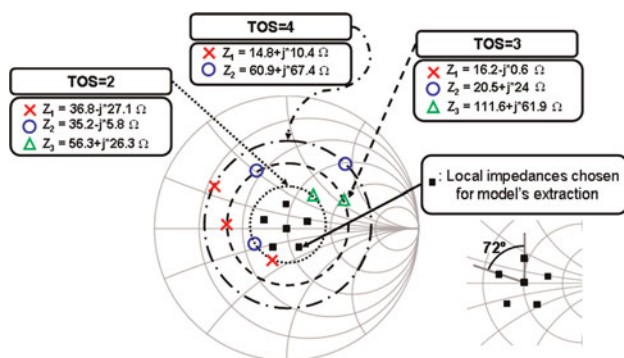 TOS=4
Z1 = 14.8+j*10.4 Ω
Z2 = 60.9+j*67.4 Ω
TOS=3
Z1 = 16.2-j*0.6 Ω
Z2 = 20.5+j*24 Ω
Z3 = 111.6+j*61.9 Ω
TOS=2
Z1 = 36.8-j*27.1 Ω
Z2 = 35.2-j*5.8 Ω
Z3 = 56.3+j*26.3 Ω
: Local impedances chosen
for model's extraction
72º